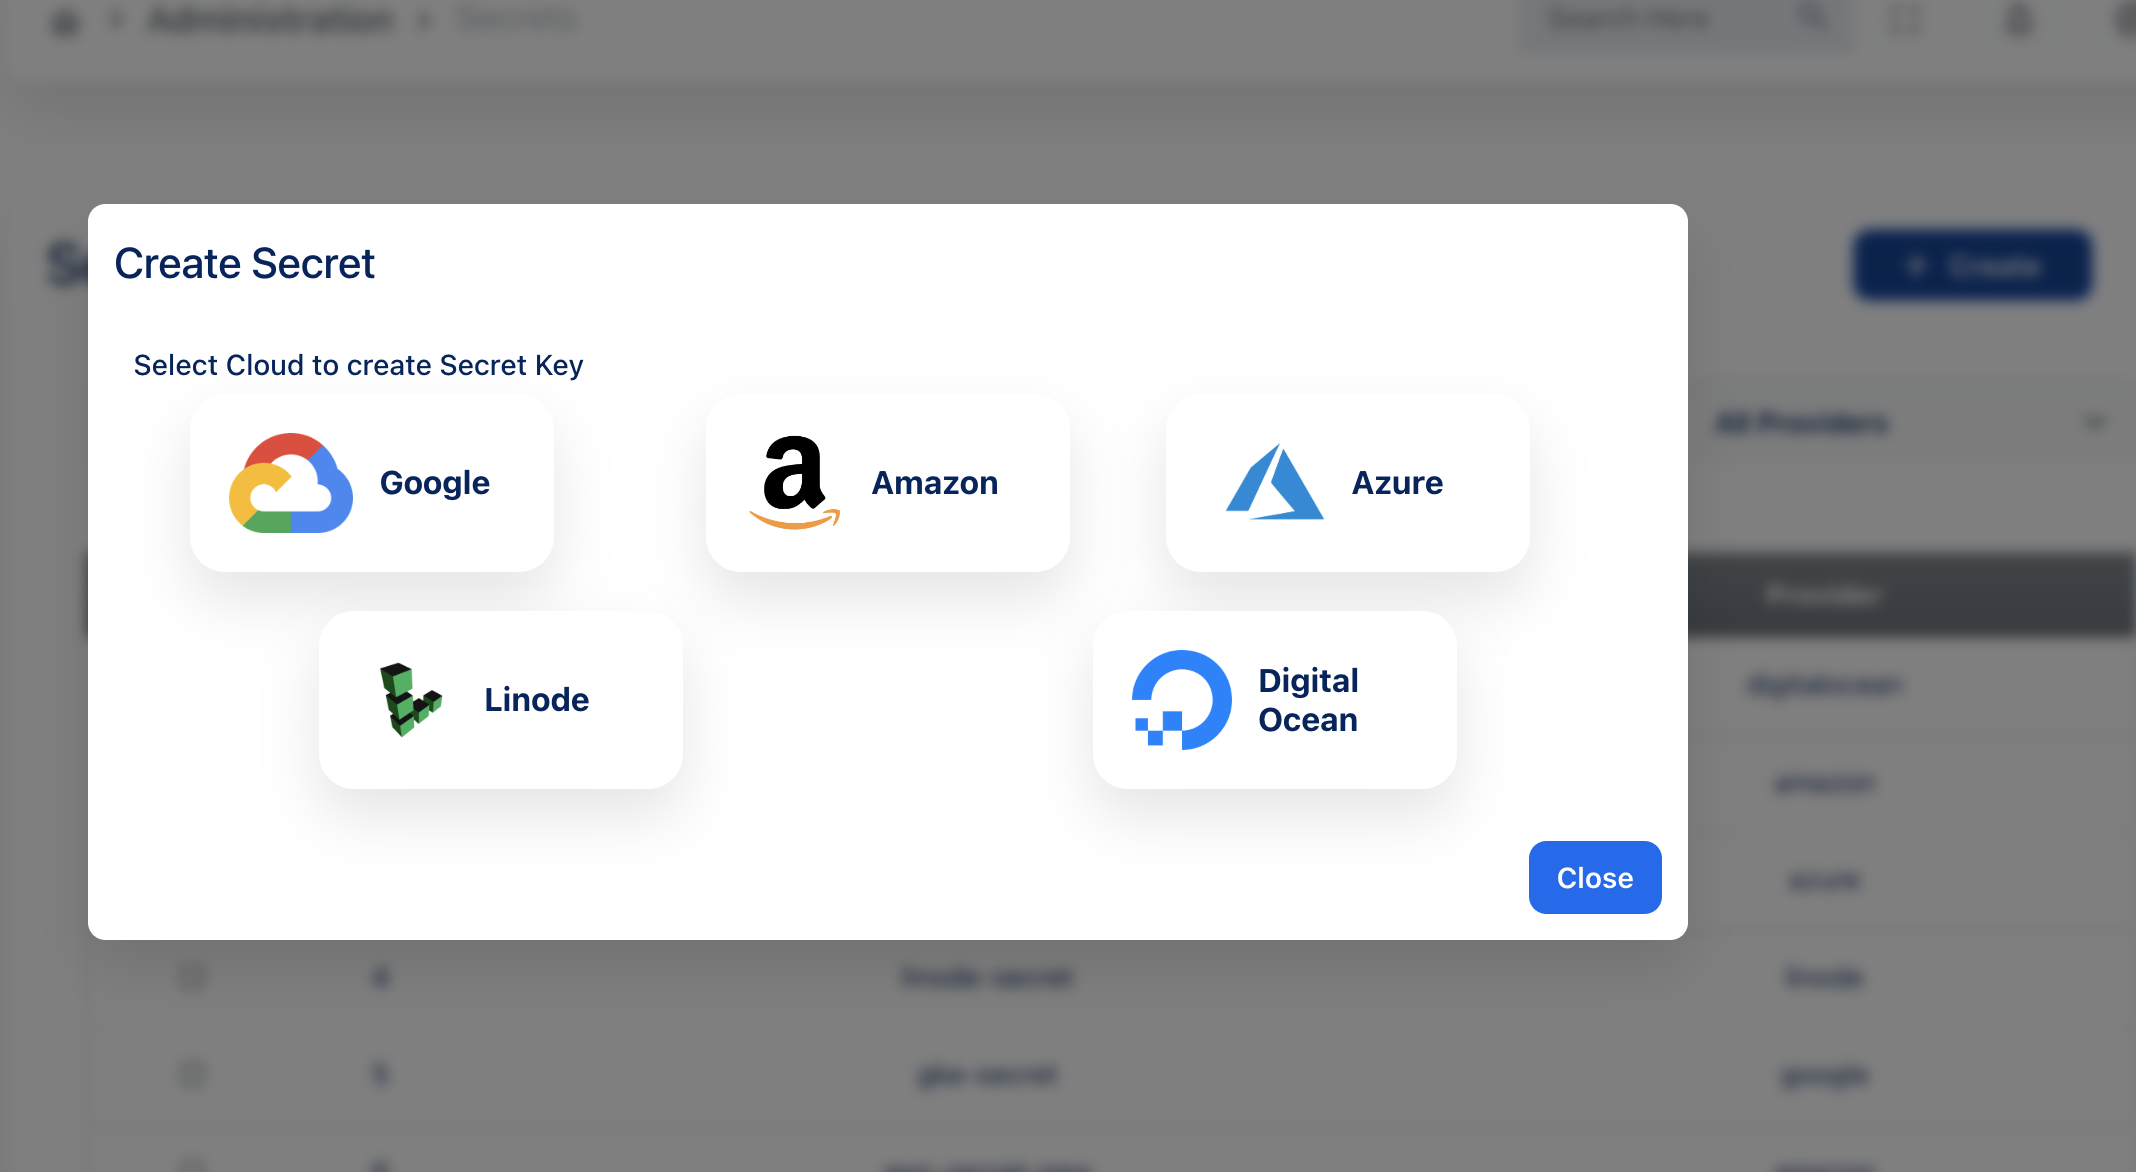 Administration
Secrets
Search Here
Create Secret
+ Create
Select Cloud to create Secret Key
All Providers
Google
Amazon
Azure
Provider
Linode
Digital
Ocean
digitalocean
amazon
azure
Close
4
linode-secret
linode
5
gke-secret
google